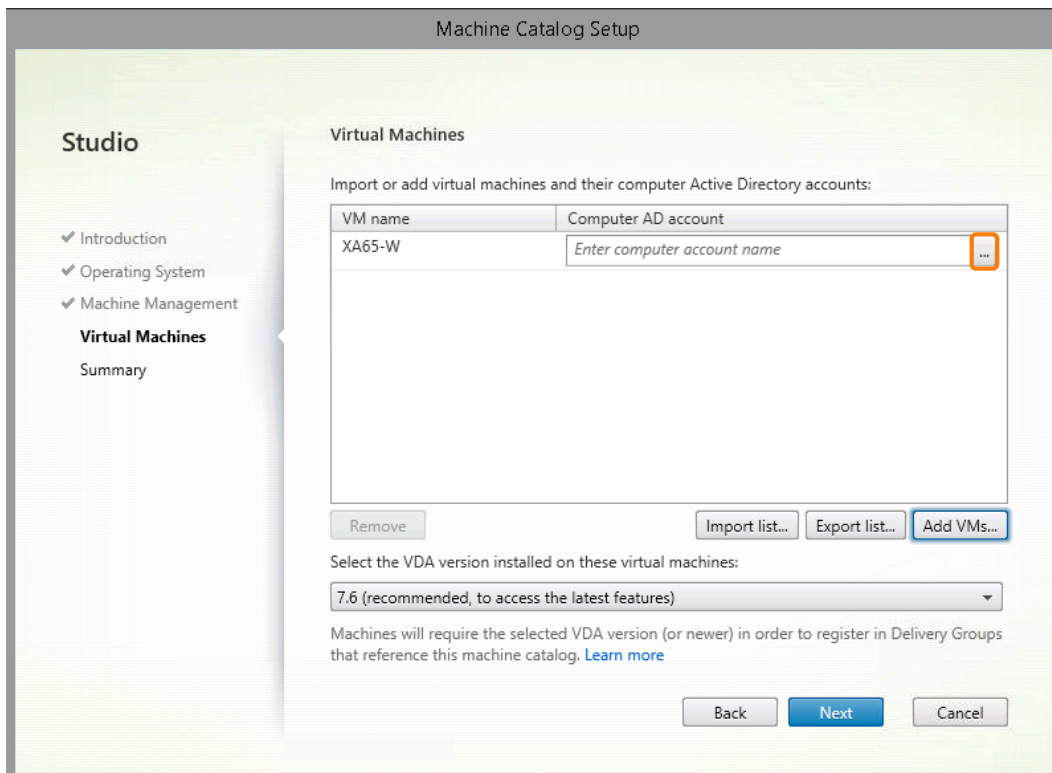 Machine Catalog Setup
Studio
Introduction
Operating System
Machine Management
Virtual Machines
Summary
Virtual Machines
Import or add virtual machines and their computer Active Directory accounts:
VM name Computer AD account
XA65-W Enter computer account name ...
Remove Import list... Export list... Add VMs...
Select the VDA version installed on these virtual machines:
7.6 (recommended, to access the latest features)
Machines will require the selected VDA version (or newer) in order to register in Delivery Groups
that reference this machine catalog. Learn more
Back Next Cancel